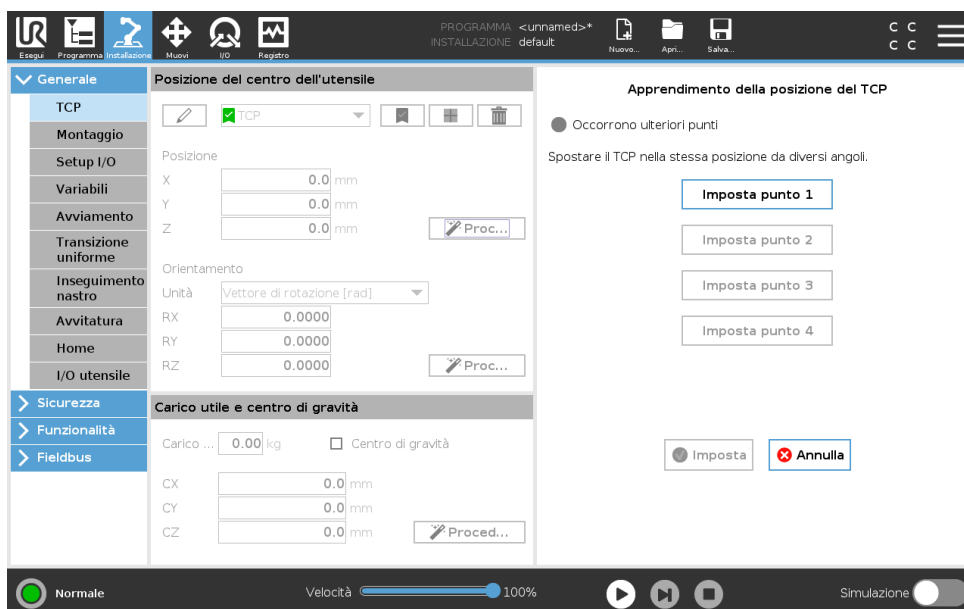 UR
Esegui
Programma
Installazione
Muovi
I/O
Registro
PROGRAMMA <unnamed>*
INSTALLAZIONE default
Nuovo...
Apri...
Salva...
C C
C C
Generale
TCP
Montaggio
Setup I/O
Variabili
Avviamento
Transizione
uniforme
Inseguimento
nastro
Avvitatura
Home
I/O utensile
Sicurezza
Funzionalità
Fieldbus
Posizione del centro dell'utensile
TCP
Posizione
X 0.0 mm
Y 0.0 mm
Z 0.0 mm
Proc...
Orientamento
Unità Vettore di rotazione [rad]
RX 0.0000
RY 0.0000
RZ 0.0000
Proc...
Carico utile e centro di gravità
Carico ... 0.00 kg Centro di gravità
CX 0.0 mm
CY 0.0 mm
CZ 0.0 mm
Proced...
Apprendimento della posizione del TCP
Occorrono ulteriori punti
Spostare il TCP nella stessa posizione da diversi angoli.
Imposta punto 1
Imposta punto 2
Imposta punto 3
Imposta punto 4
Imposta
Annulla
Normale
Velocità 100%
Simulazione